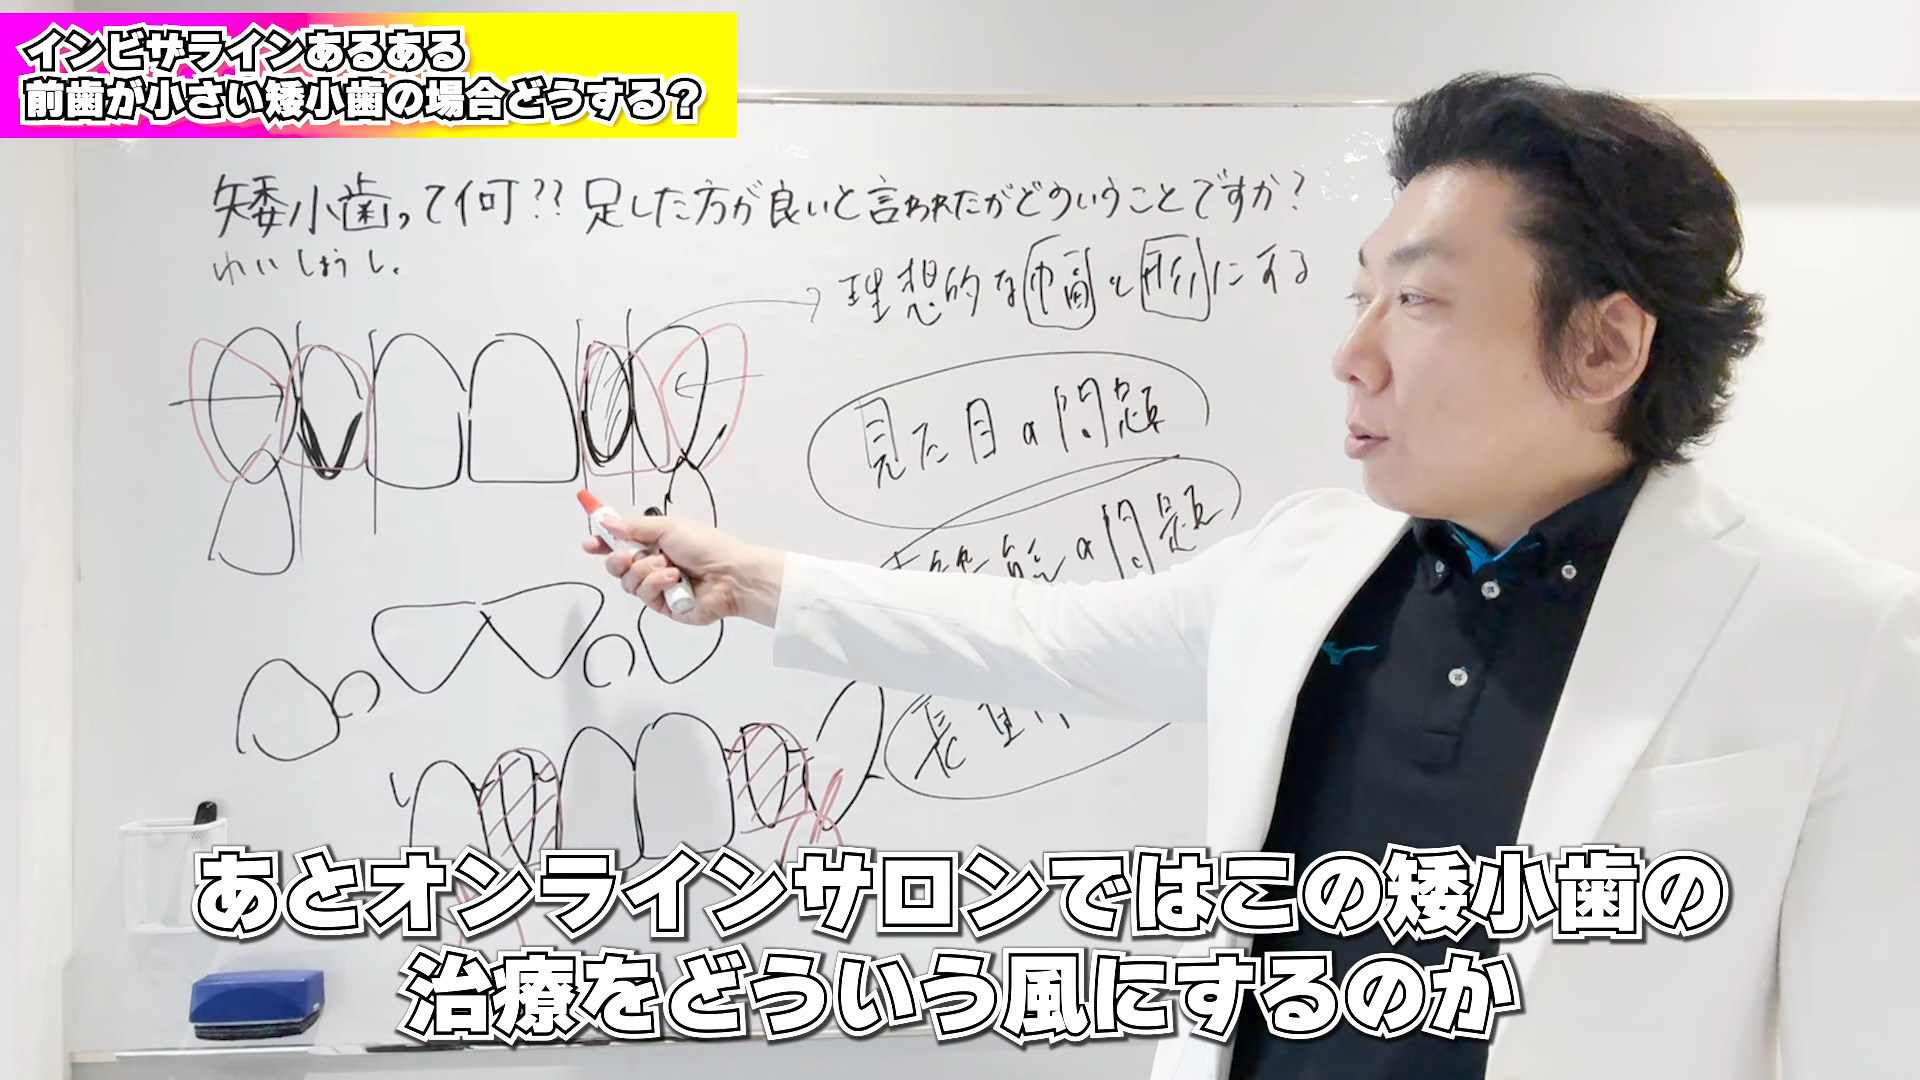 インビザラインあるある
前歯が小さい矮小歯の場合どうする？
矮小歯って何?? 足した方が良いと言われたがどういうことですか?
わいしょうし.
理想的な幅と形にする
見た目の問題
機能の問題
あとオンラインサロンではこの矮小歯の
治療をどういう風にするのか